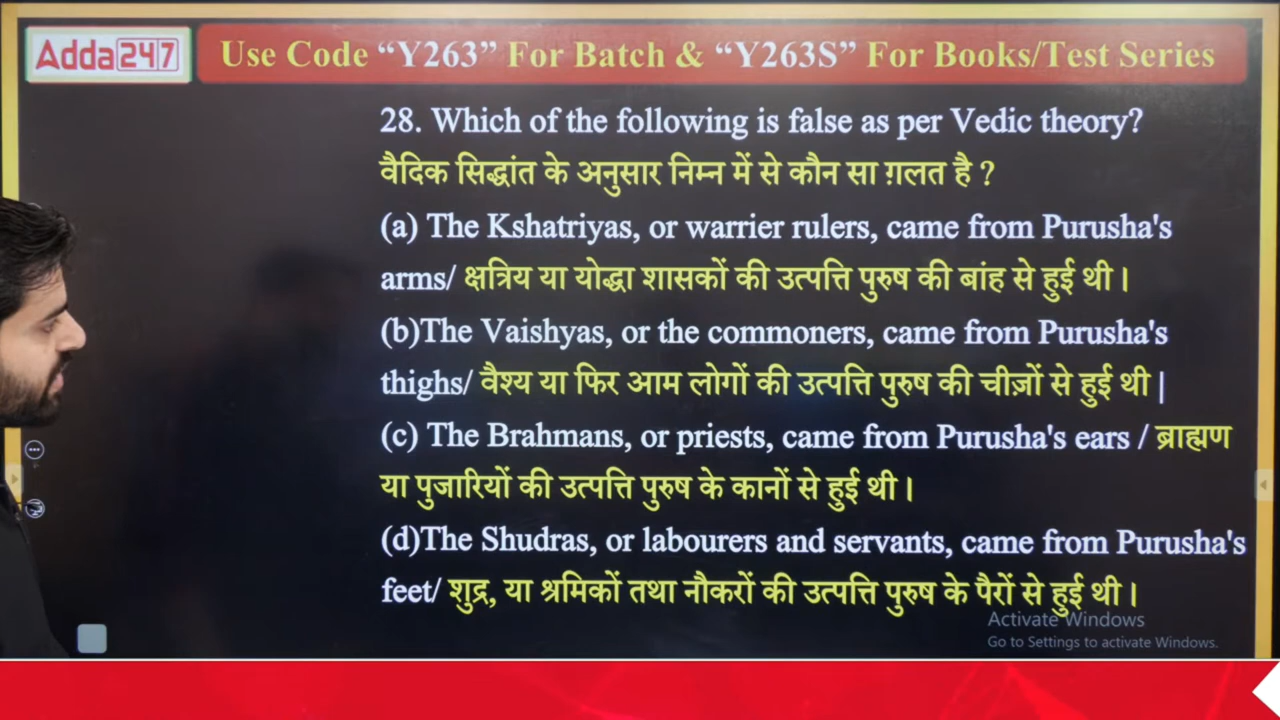 Adda247
Use Code “Y263” For Batch & “Y263S” For Books/Test Series
28. Which of the following is false as per Vedic theory?
वैदिक सिद्धांत के अनुसार निम्न में से कौन सा ग़लत है ?
(a) The Kshatriyas, or warrier rulers, came from Purusha's
arms/ क्षत्रिय या योद्धा शासकों की उत्पत्ति पुरुष की बांह से हुई थी ।
(b)The Vaishyas, or the commoners, came from Purusha's
thighs/ वैश्य या फिर आम लोगों की उत्पत्ति पुरुष की चीज़ों से हुई थी |
(c) The Brahmans, or priests, came from Purusha's ears / ब्राह्मण
या पुजारियों की उत्पत्ति पुरुष के कानों से हुई थी ।
(d)The Shudras, or labourers and servants, came from Purusha's
feet/ शुद्र, या श्रमिकों तथा नौकरों की उत्पत्ति पुरुष के पैरों से हुई थी ।
Activate Windows
Go to Settings to activate Windows.